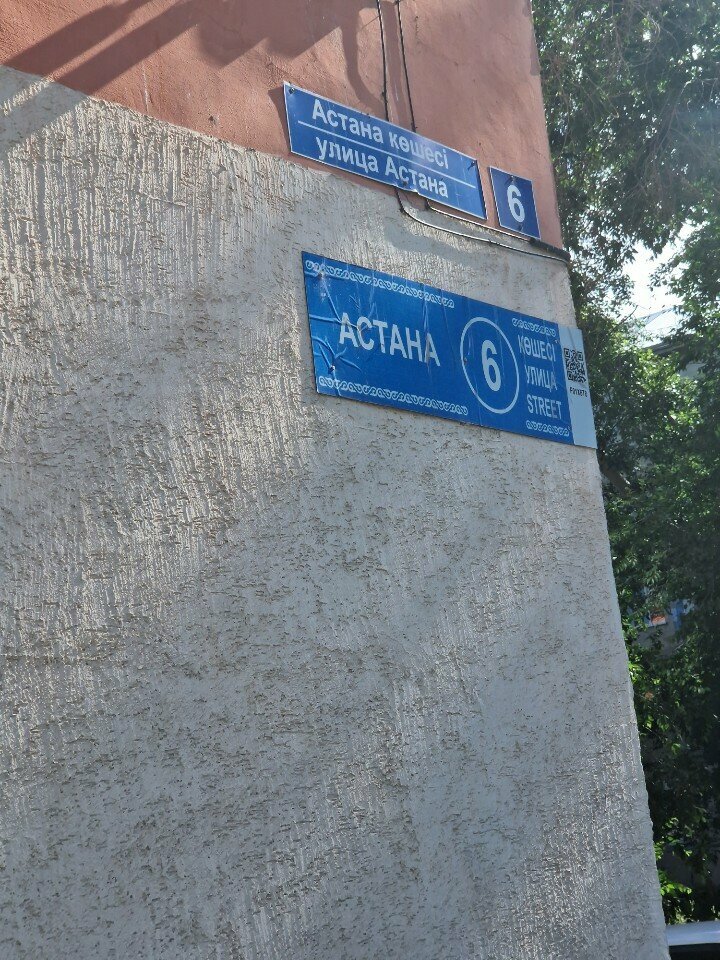 Астана көшесі
улица Астана
6
АСТАНА
6
КӨШЕСІ
УЛИЦА
STREET